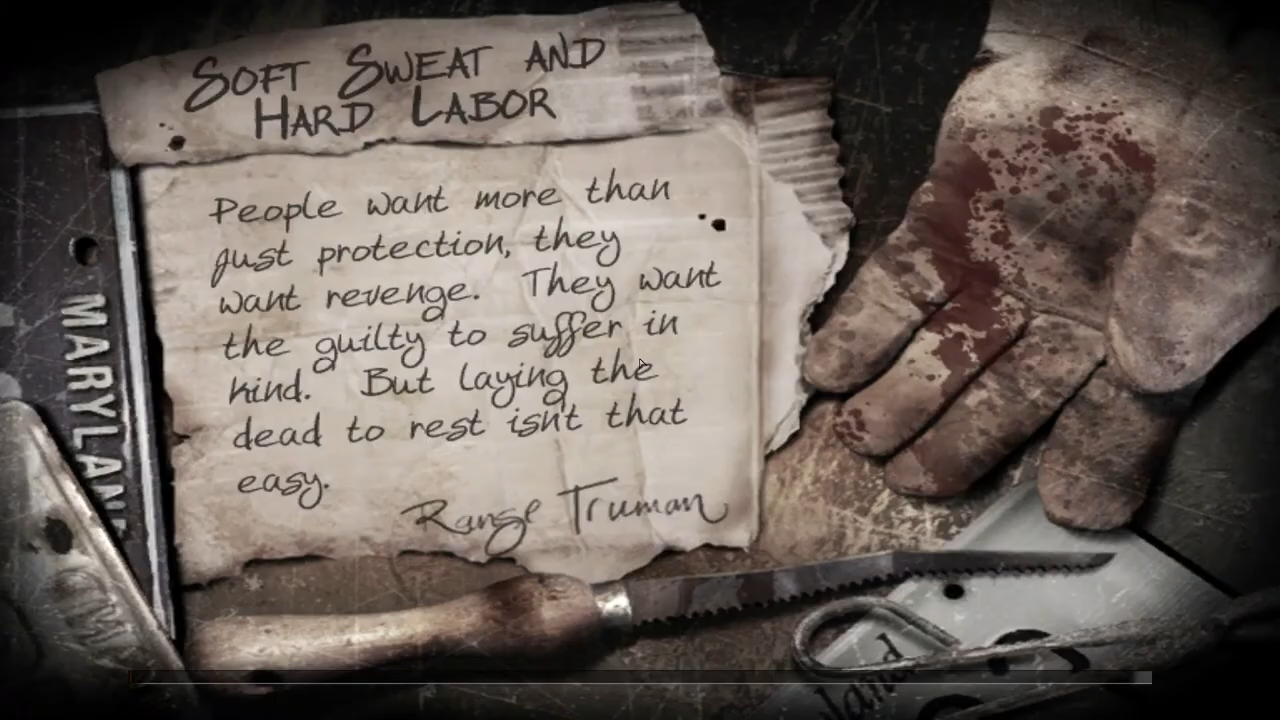 SOFT SWEAT AND
HARD LABOR
People want more than
just protection, they
want revenge. They want
the guilty to suffer in
kind. But laying the
dead to rest isn't that
easy.
Range Truman
MARYLAN